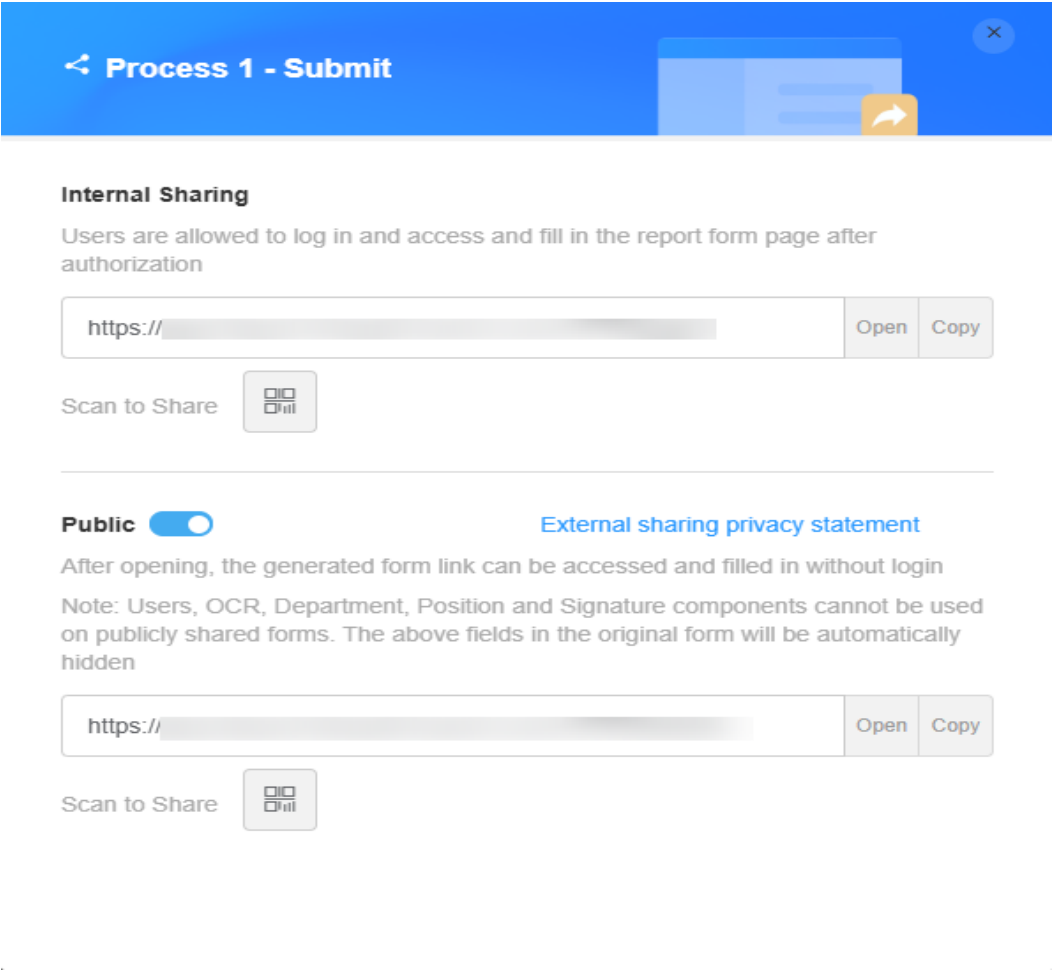 Process 1 - Submit
Internal Sharing
Users are allowed to log in and access and fill in the report form page after
authorization
https:// Open Copy
Scan to Share
Public External sharing privacy statement
After opening, the generated form link can be accessed and filled in without login
Note: Users, OCR, Department, Position and Signature components cannot be used
on publicly shared forms. The above fields in the original form will be automatically
hidden
https:// Open Copy
Scan to Share